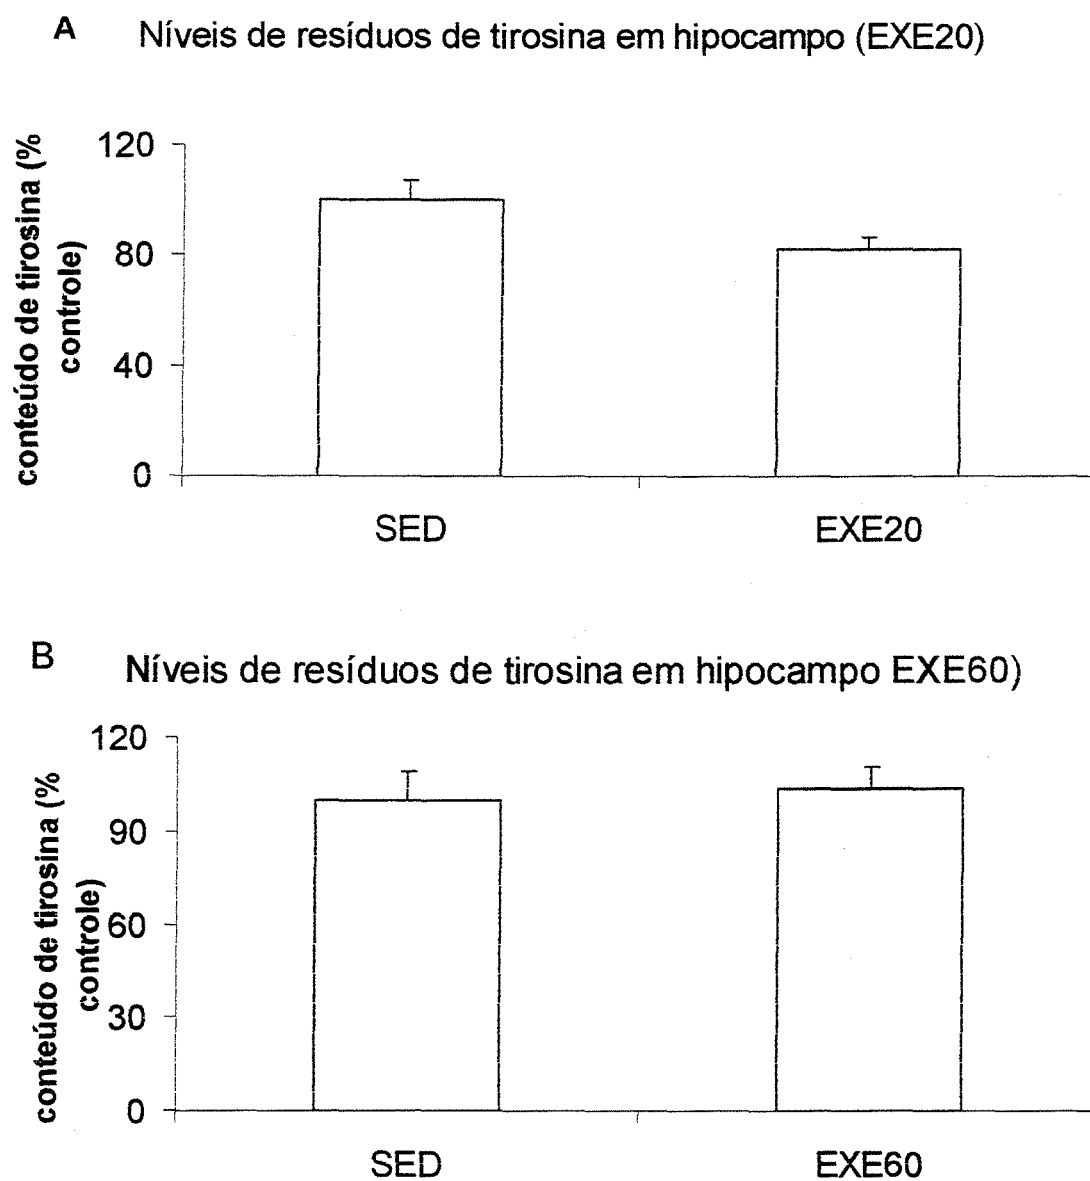 A
Níveis de resíduos de tirosina em hipocampo (EXE20)
conteúdo de tirosina (%
controle)
120
80
40
0
SED
EXE20
B
Níveis de resíduos de tirosina em hipocampo EXE60)
conteúdo de tirosina (%
controle)
120
90
60
30
0
SED
EXE60